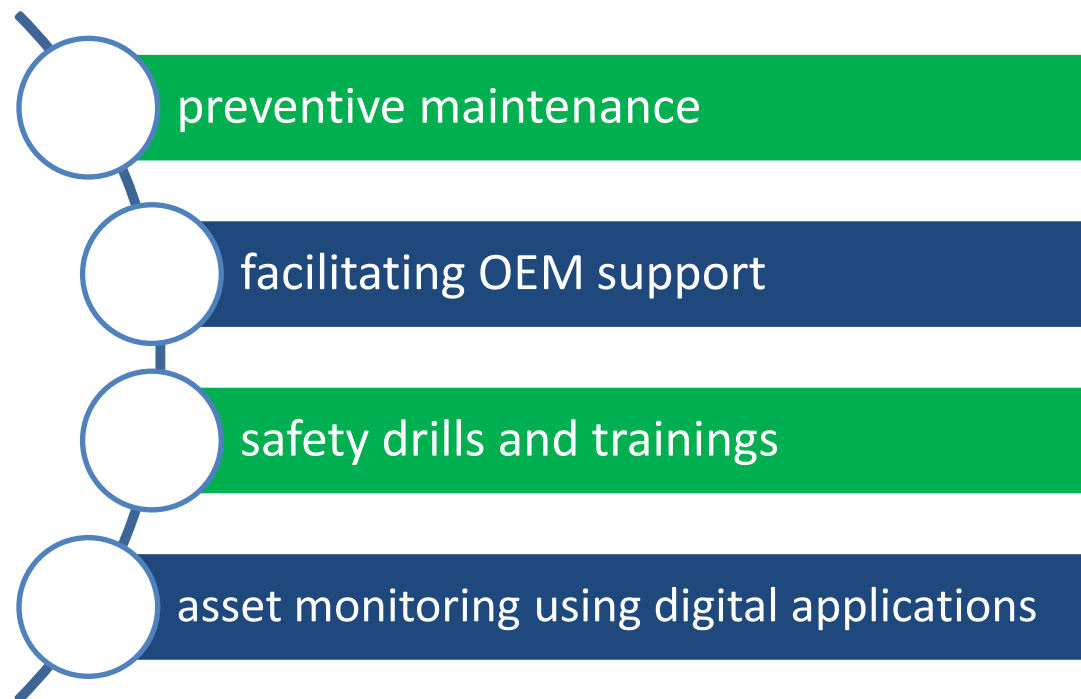 preventive maintenance
facilitating OEM support
safety drills and trainings
asset monitoring using digital applications